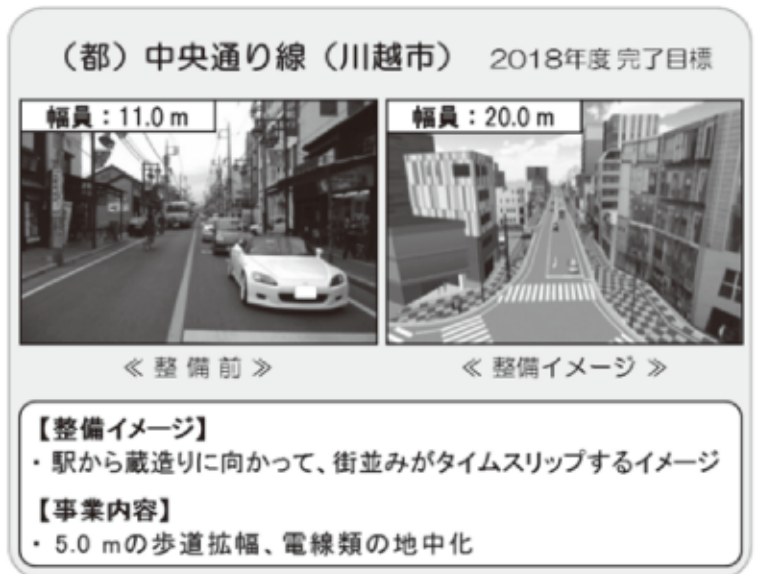 （都）中央通り線（川越市） 2018年度 完了目標
幅員：11.0 m
幅員：20.0 m
≪ 整 備 前 ≫
≪ 整備イメージ ≫
【整備イメージ】
・ 駅から蔵造りに向かって、街並みがタイムスリップするイメージ
【事業内容】
・ 5.0 mの歩道拡幅、電線類の地中化